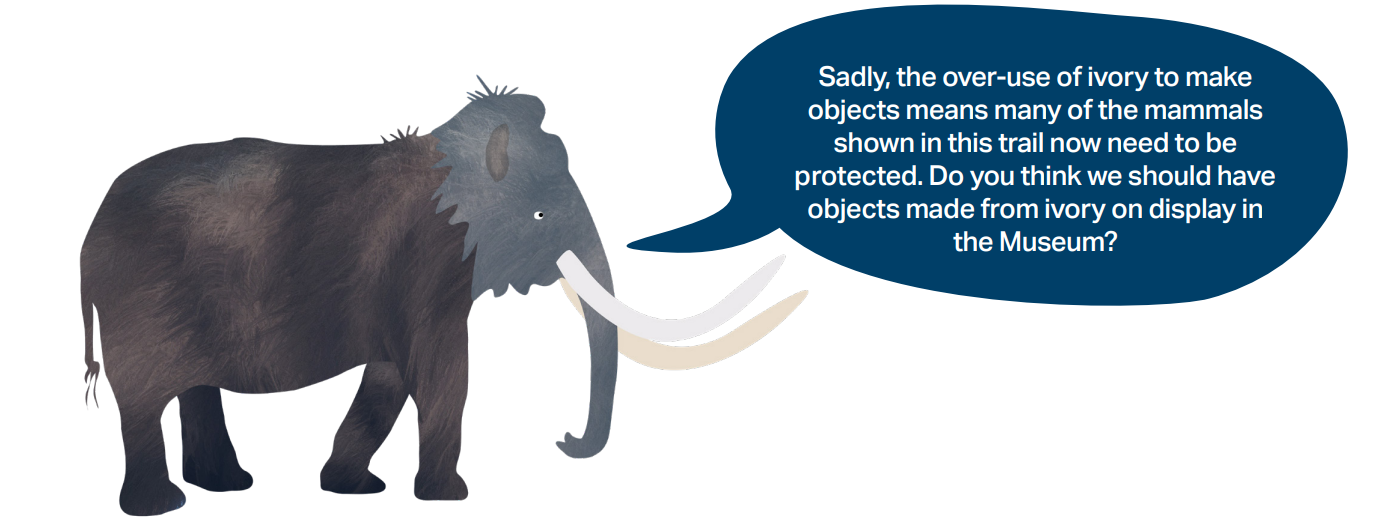 Sadly, the over-use of ivory to make
objects means many of the mammals
shown in this trail now need to be
protected. Do you think we should have
objects made from ivory on display in
the Museum?